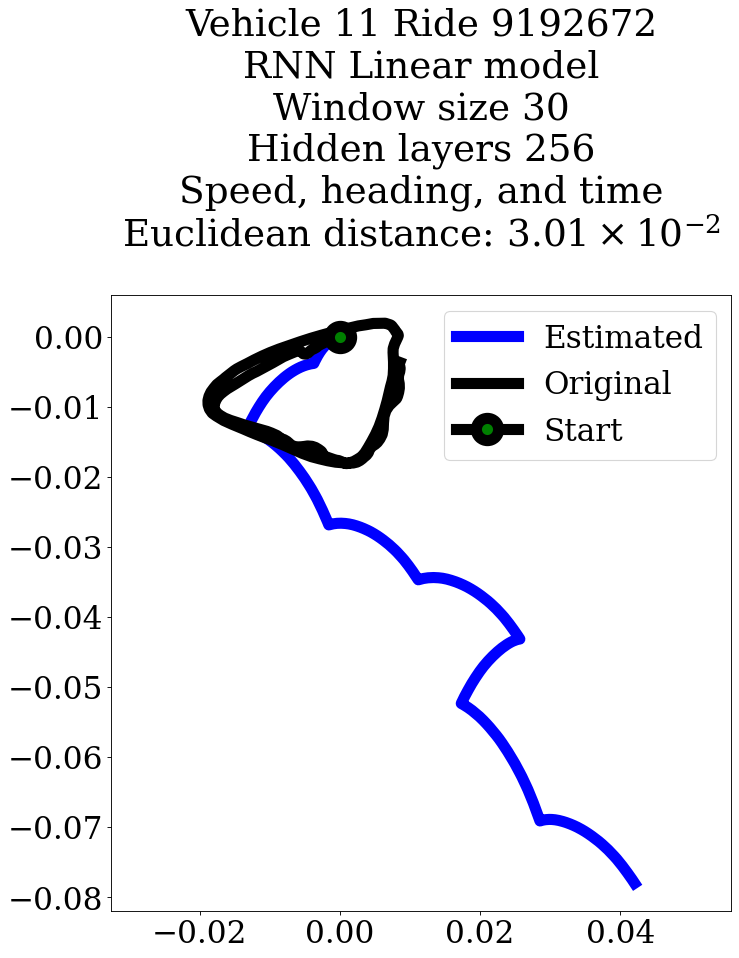 Vehicle 11 Ride 9192672
RNN Linear model
Window size 30
Hidden layers 256
Speed, heading, and time
Euclidean distance: 3.01 × 10⁻²
Estimated
Original
Start
0.00
−0.01
−0.02
−0.03
−0.04
−0.05
−0.06
−0.07
−0.08
−0.02 0.00 0.02 0.04